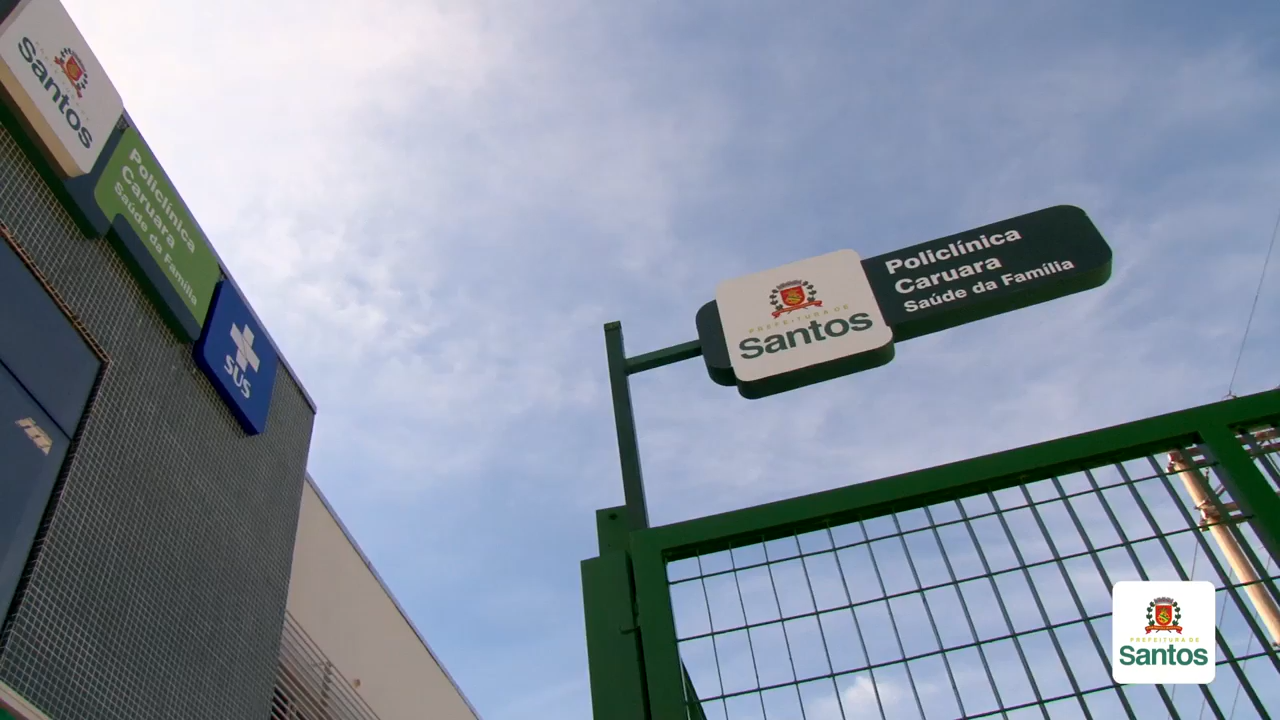 Santos
Policlínica
Caruara
Saúde da Família
SUS
PREFEITURA DE
Santos
Policlínica
Caruara
Saúde da Família
PREFEITURA DE
Santos